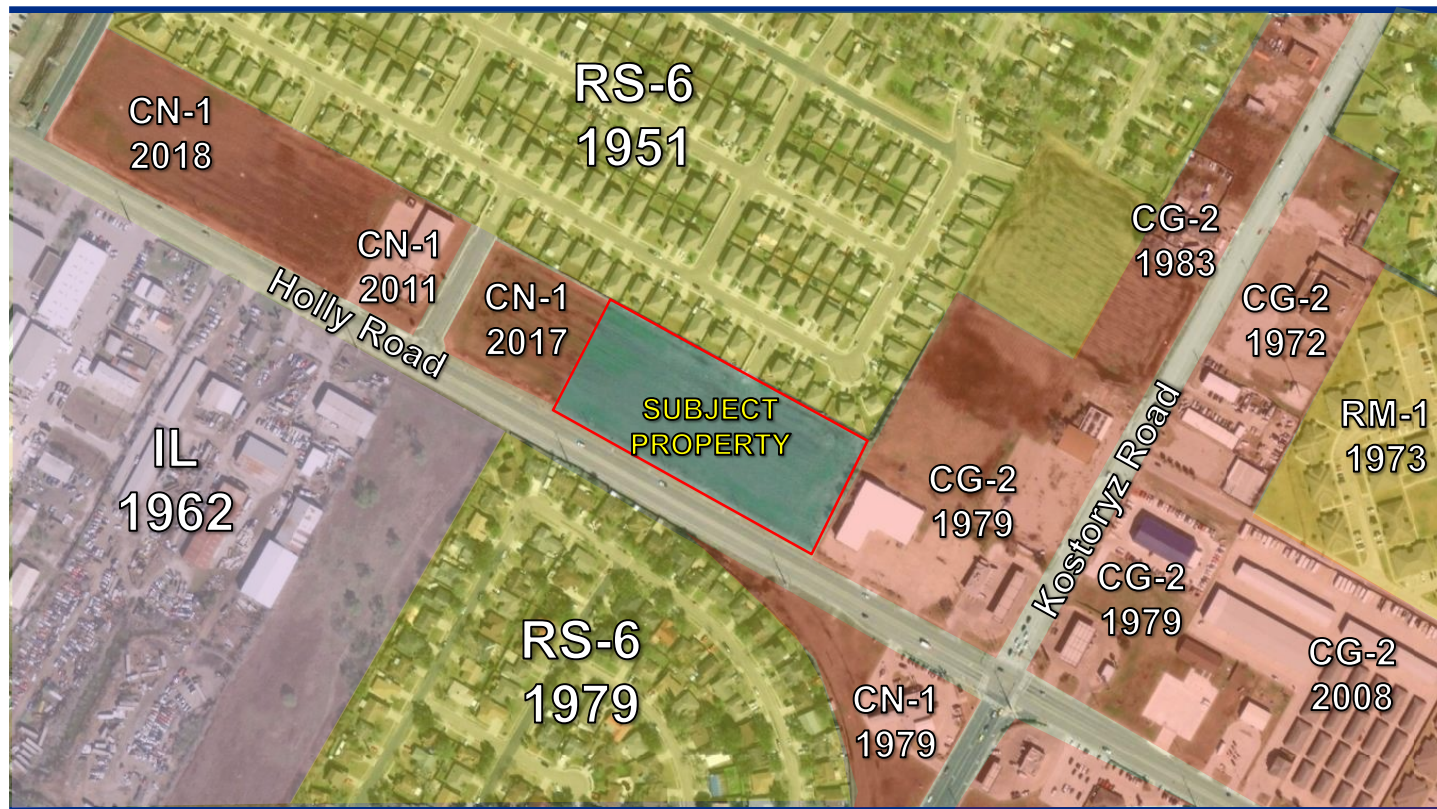 RS-6
1951
CN-1
2018
CN-1
2011
Holly Road
CN-1
2017
CG-2
1983
CG-2
1972
SUBJECT
PROPERTY
RM-1
1973
IL
1962
CG-2
1979
Kostoryz Road
CG-2
1979
RS-6
1979
CN-1
1979
CG-2
2008